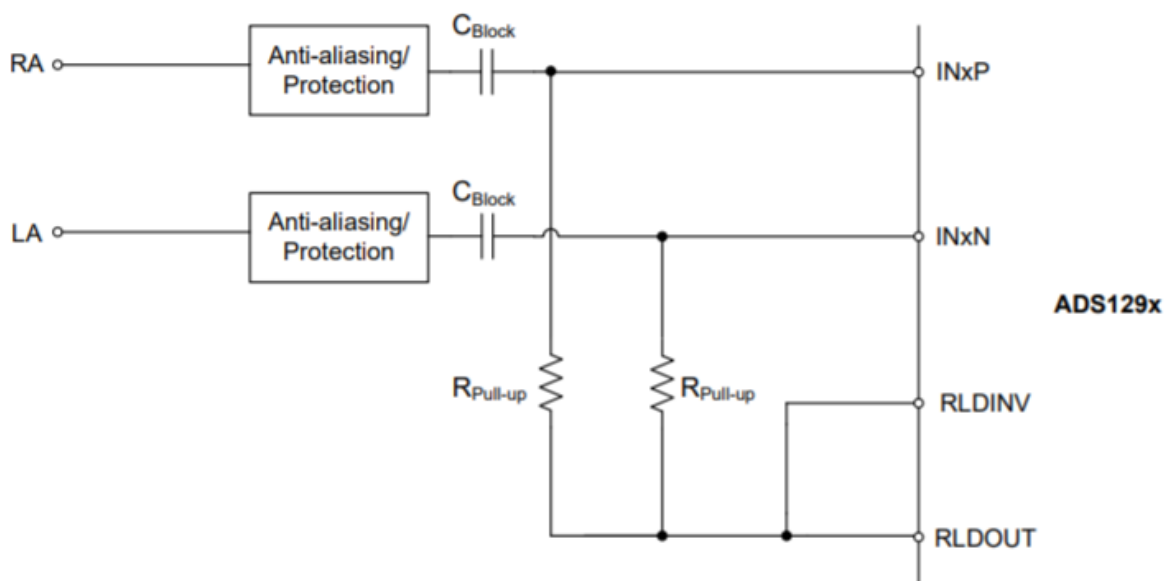 C_Block
RA
Anti-aliasing/
Protection
INxP
C_Block
LA
Anti-aliasing/
Protection
INxN
ADS129x
R_Pull-up
R_Pull-up
RLDINV
RLDOUT